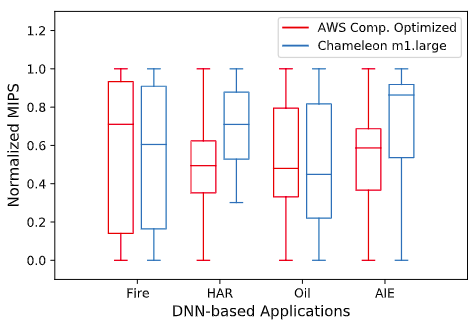 AWS Comp. Optimized
Chameleon m1.large
Normalized MIPS
1.2
1.0
0.8
0.6
0.4
0.2
0.0
Fire HAR Oil AIE
DNN-based Applications